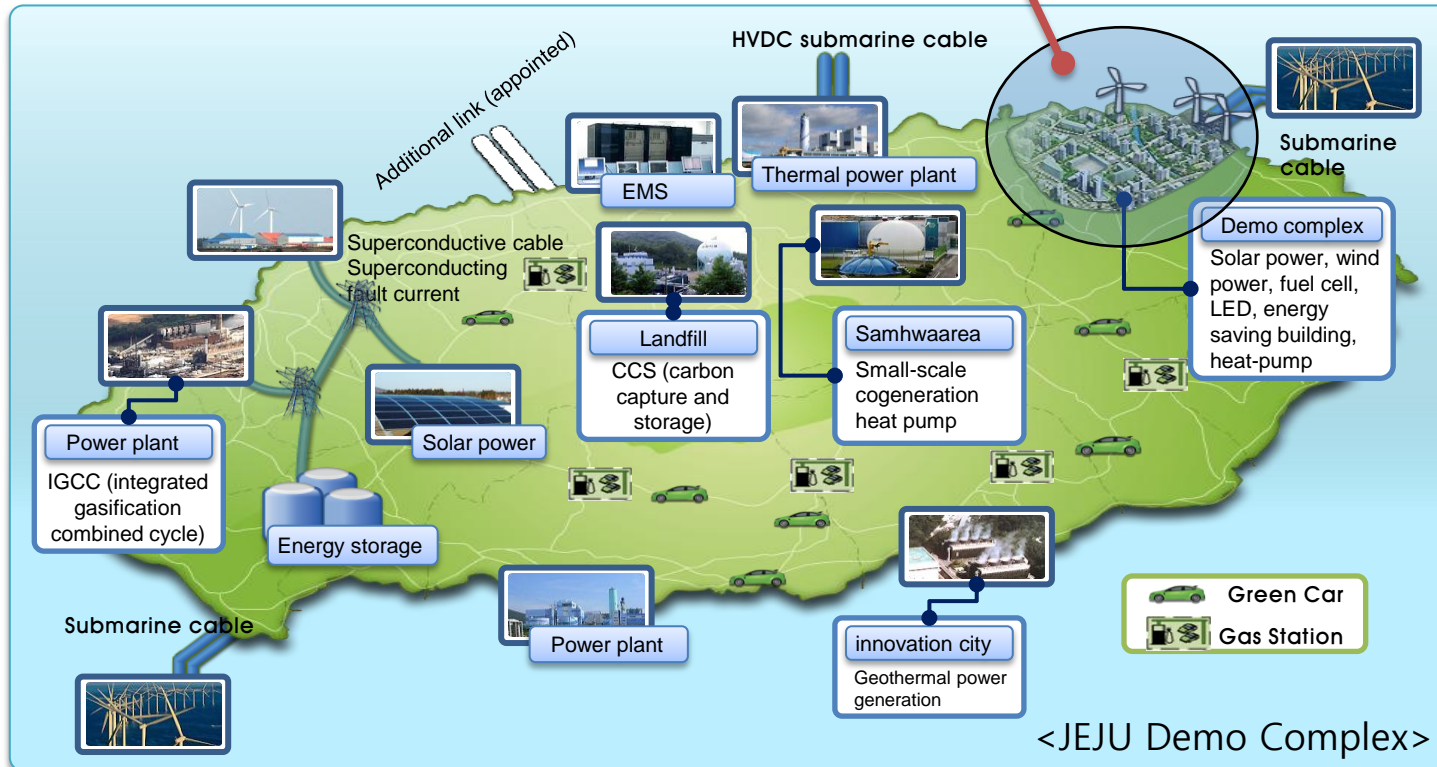 HVDC submarine cable
Additional link (appointed)
Submarine
cable
EMS
Thermal power plant
Demo complex
Solar power, wind
power, fuel cell,
LED, energy
saving building,
heat-pump
Superconductive cable
Superconducting
fault current
Landfill
CCS (carbon
capture and
storage)
Samhwaarea
Small-scale
cogeneration
heat pump
Power plant
IGCC (integrated
gasification
combined cycle)
Solar power
Energy storage
Submarine cable
Power plant
innovation city
Geothermal power
generation
Green Car
Gas Station
<JEJU Demo Complex>